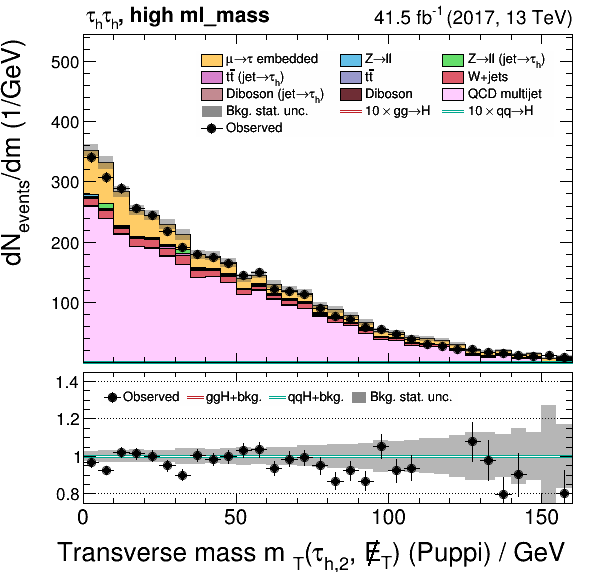 τhτh, high ml_mass 41.5 fb⁻¹ (2017, 13 TeV)
dNevents/dm (1/GeV)
500
400
300
200
100
μ→τ embedded Z→ll Z→ll (jet→τh)
tt̄ (jet→τh) tt̄ W+jets
Diboson (jet→τh) Diboson QCD multijet
Bkg. stat. unc. 10 × gg→H 10 × qq→H
Observed
1.4
1.2
1
0.8
Observed ggH+bkg. qqH+bkg. Bkg. stat. unc.
0 50 100 150
Transverse mass m T(τh,2, E̸T) (Puppi) / GeV